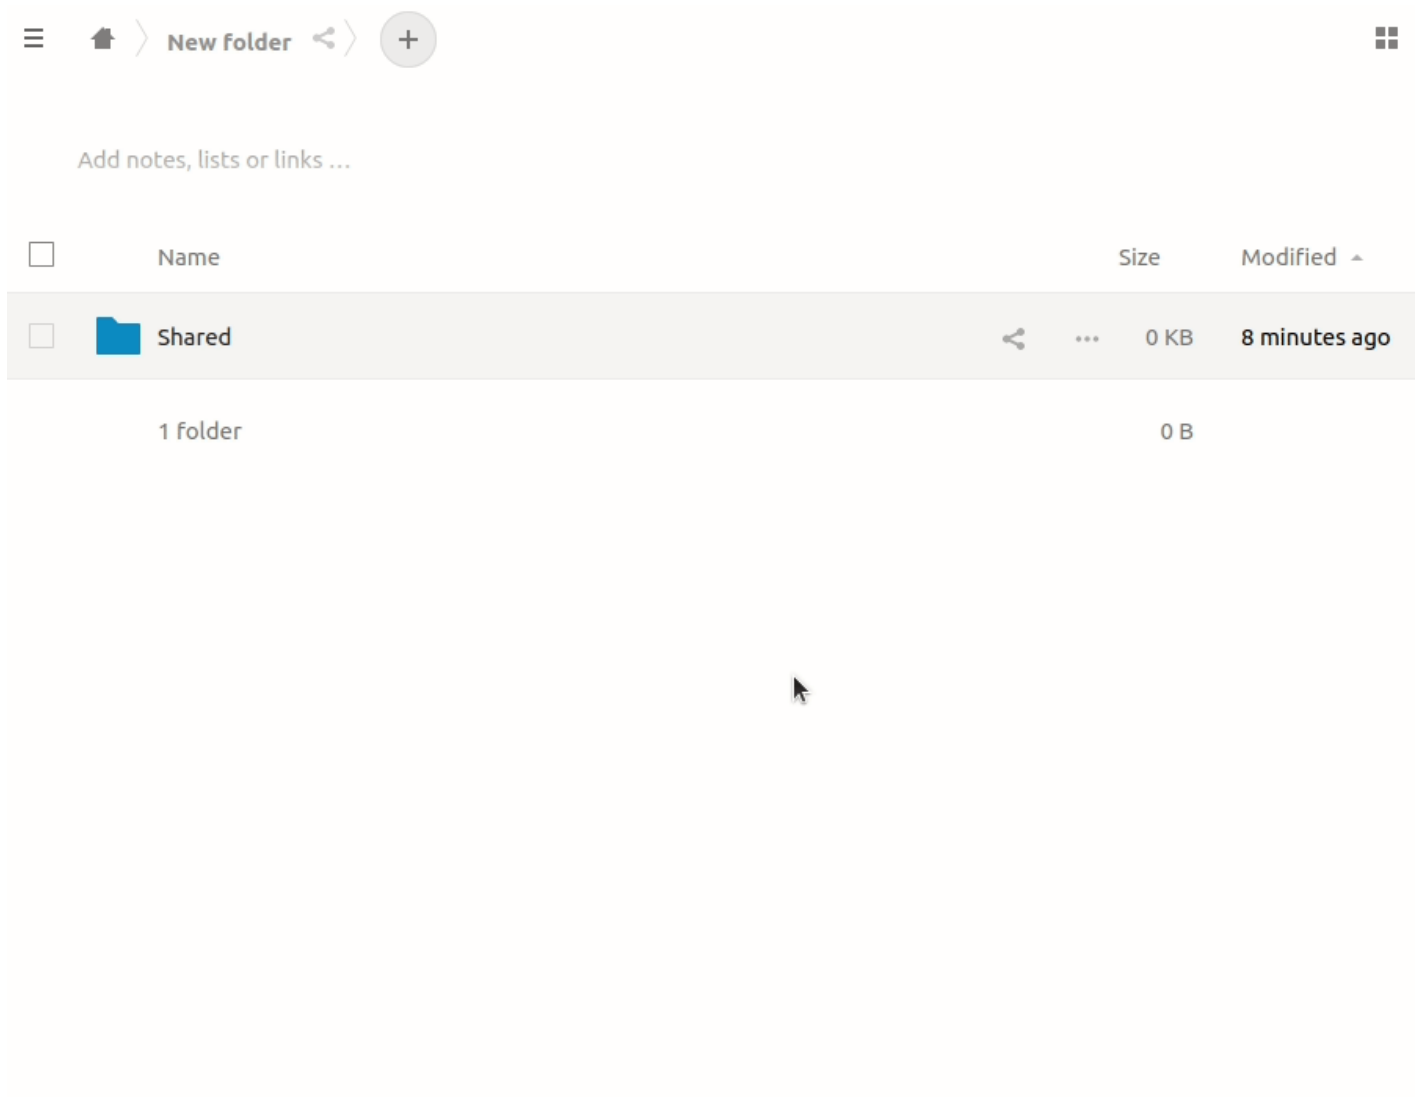 New folder
Add notes, lists or links ...
Name Size Modified
Shared 0 KB 8 minutes ago
1 folder 0 B